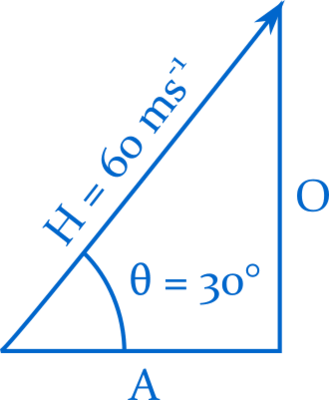 H = 60 ms⁻¹
O
θ = 30°
A